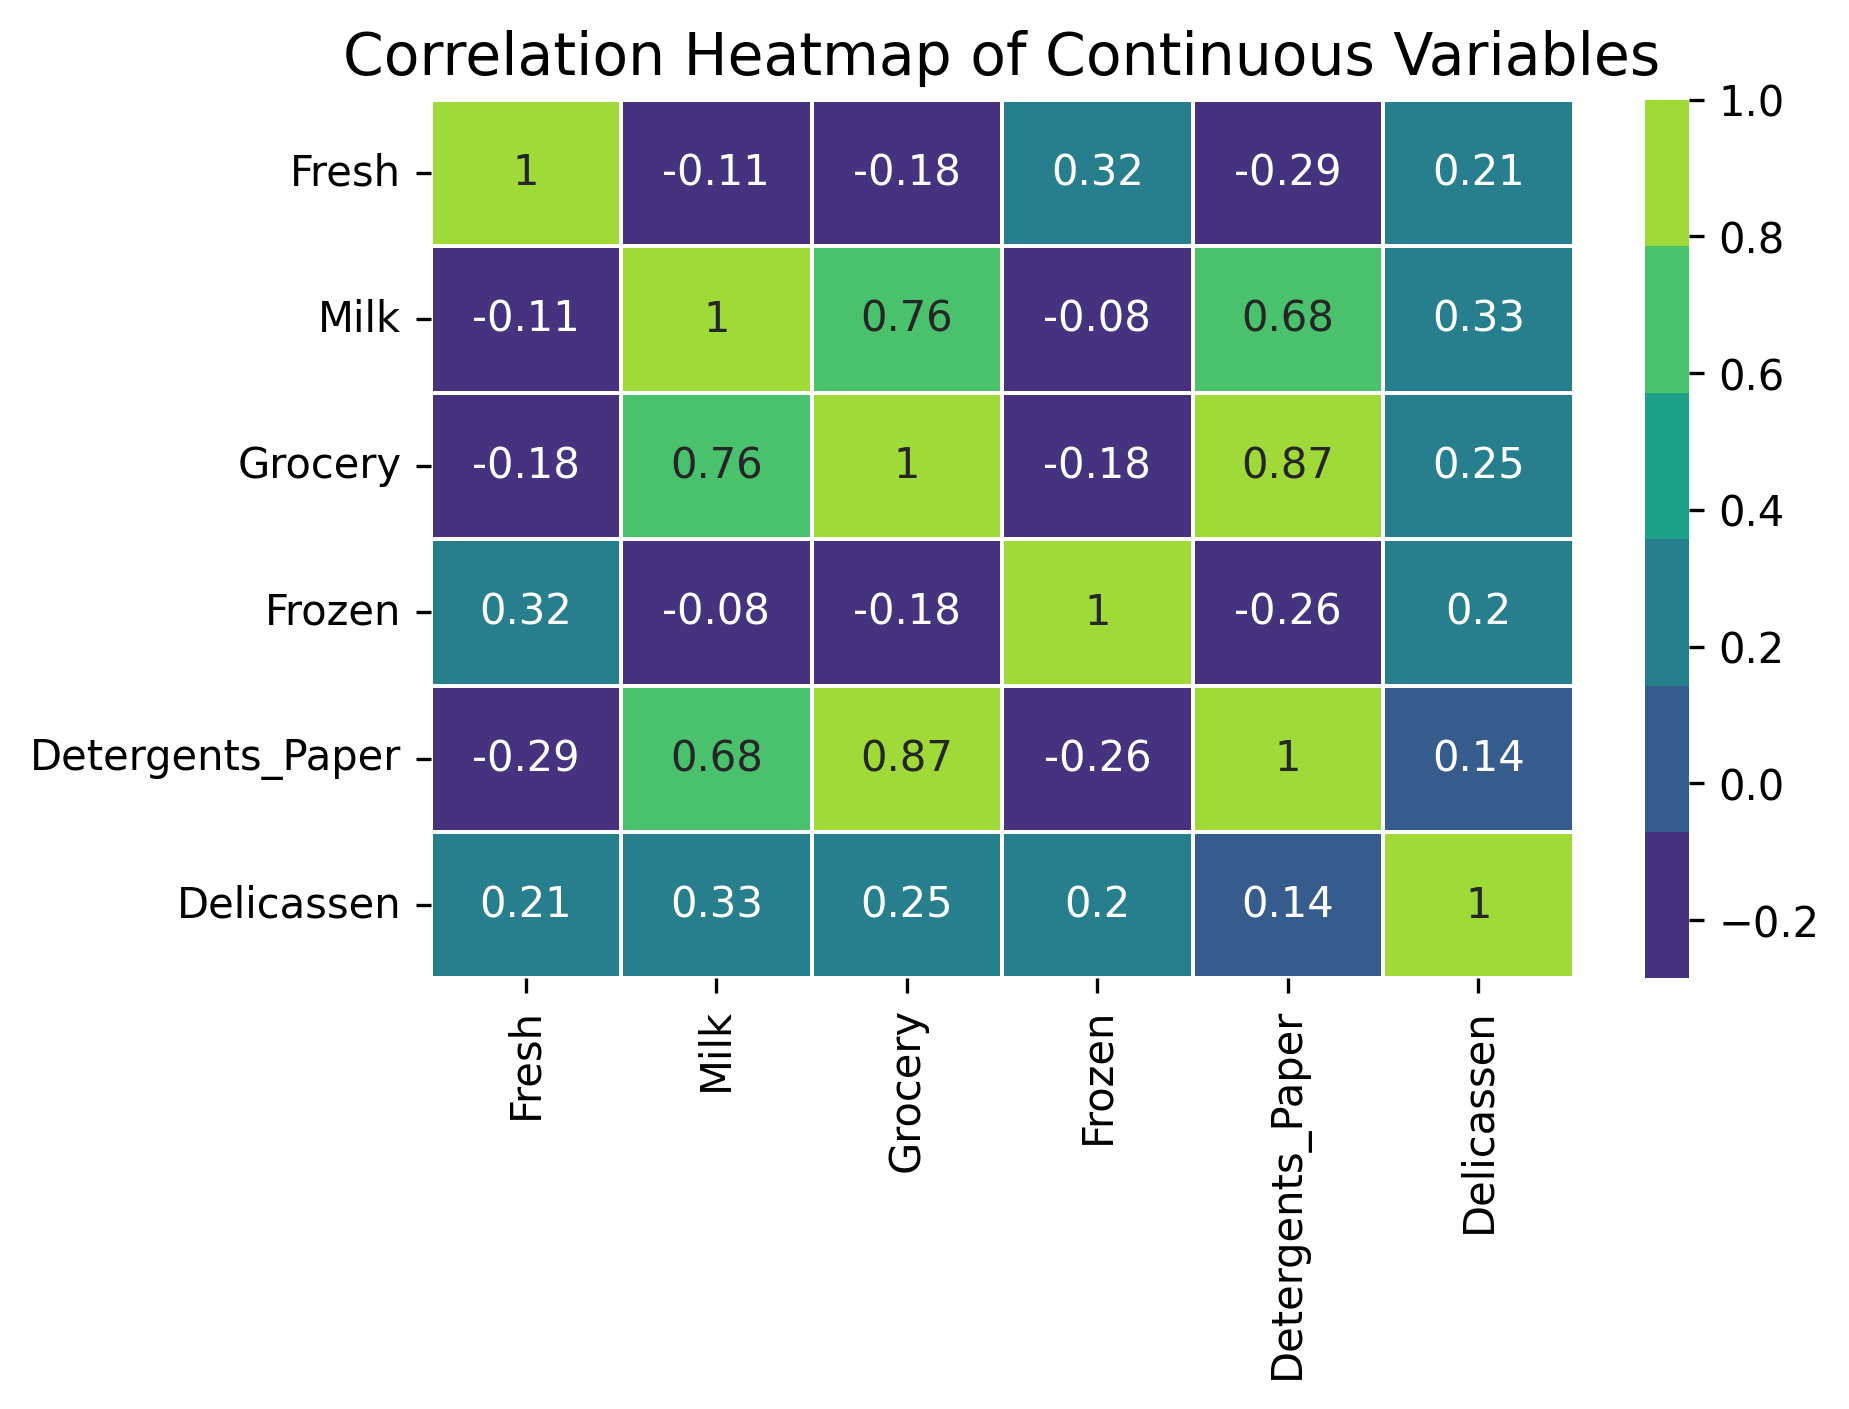 Correlation Heatmap of Continuous Variables
Fresh 1 -0.11 -0.18 0.32 -0.29 0.21
Milk -0.11 1 0.76 -0.08 0.68 0.33
Grocery -0.18 0.76 1 -0.18 0.87 0.25
Frozen 0.32 -0.08 -0.18 1 -0.26 0.2
Detergents_Paper -0.29 0.68 0.87 -0.26 1 0.14
Delicassen 0.21 0.33 0.25 0.2 0.14 1
Fresh
Milk
Grocery
Frozen
Detergents_Paper
Delicassen
1.0
0.8
0.6
0.4
0.2
0.0
−0.2